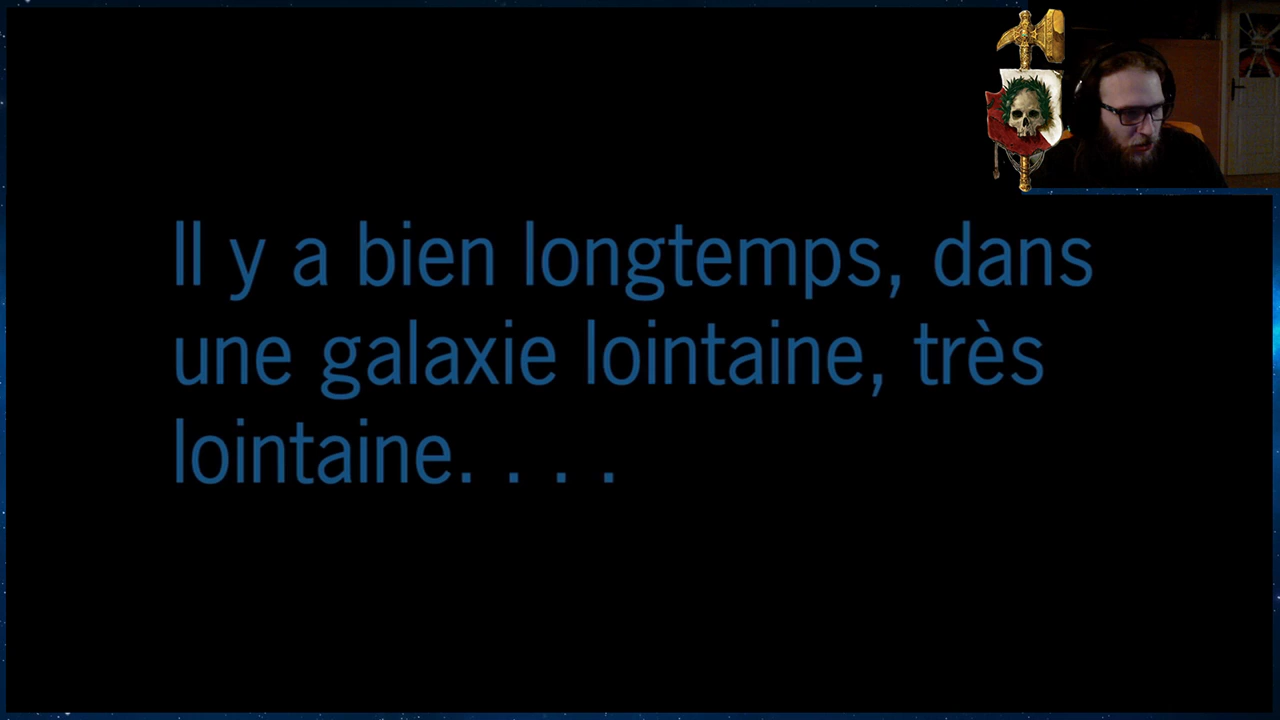 Il y a bien longtemps, dans
une galaxie lointaine, très
lointaine. . . .